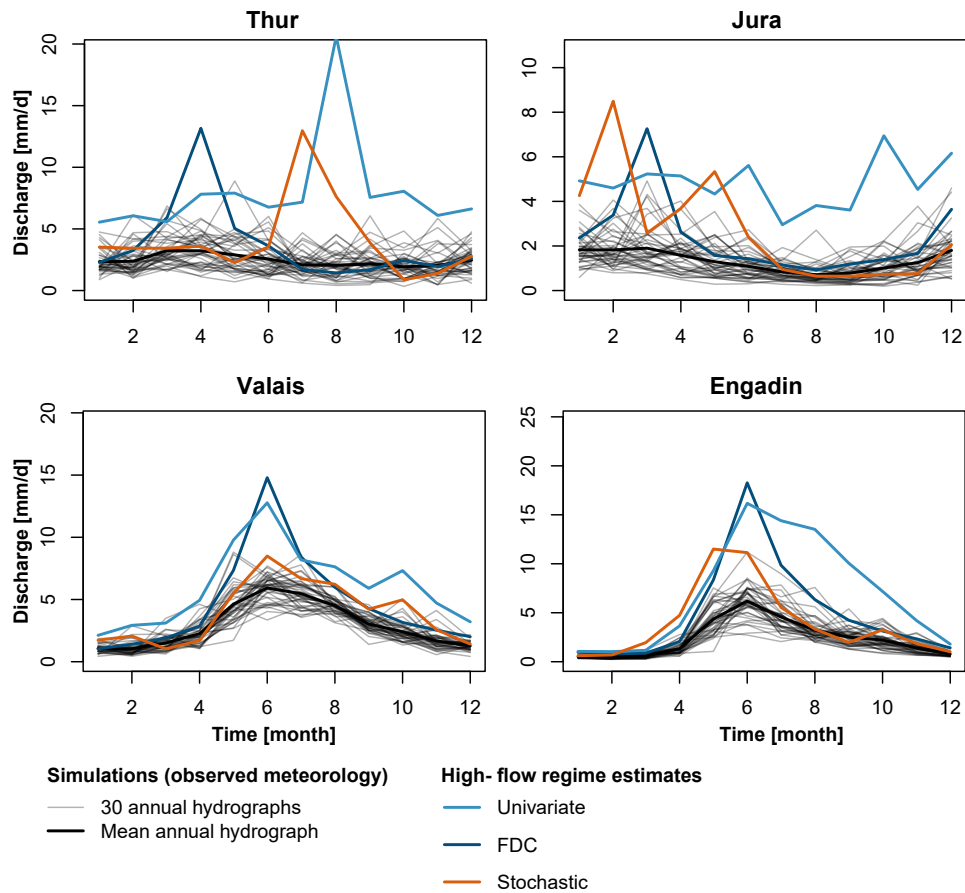 Thur
Jura
Discharge [mm/d]
20
15
10
5
0
2 4 6 8 10 12
10
8
6
4
2
0
2 4 6 8 10 12
Valais
Engadin
Discharge [mm/d]
20
15
10
5
0
2 4 6 8 10 12
Time [month]
25
20
15
10
5
0
2 4 6 8 10 12
Time [month]
Simulations (observed meteorology)
30 annual hydrographs
Mean annual hydrograph
High- flow regime estimates
Univariate
FDC
Stochastic